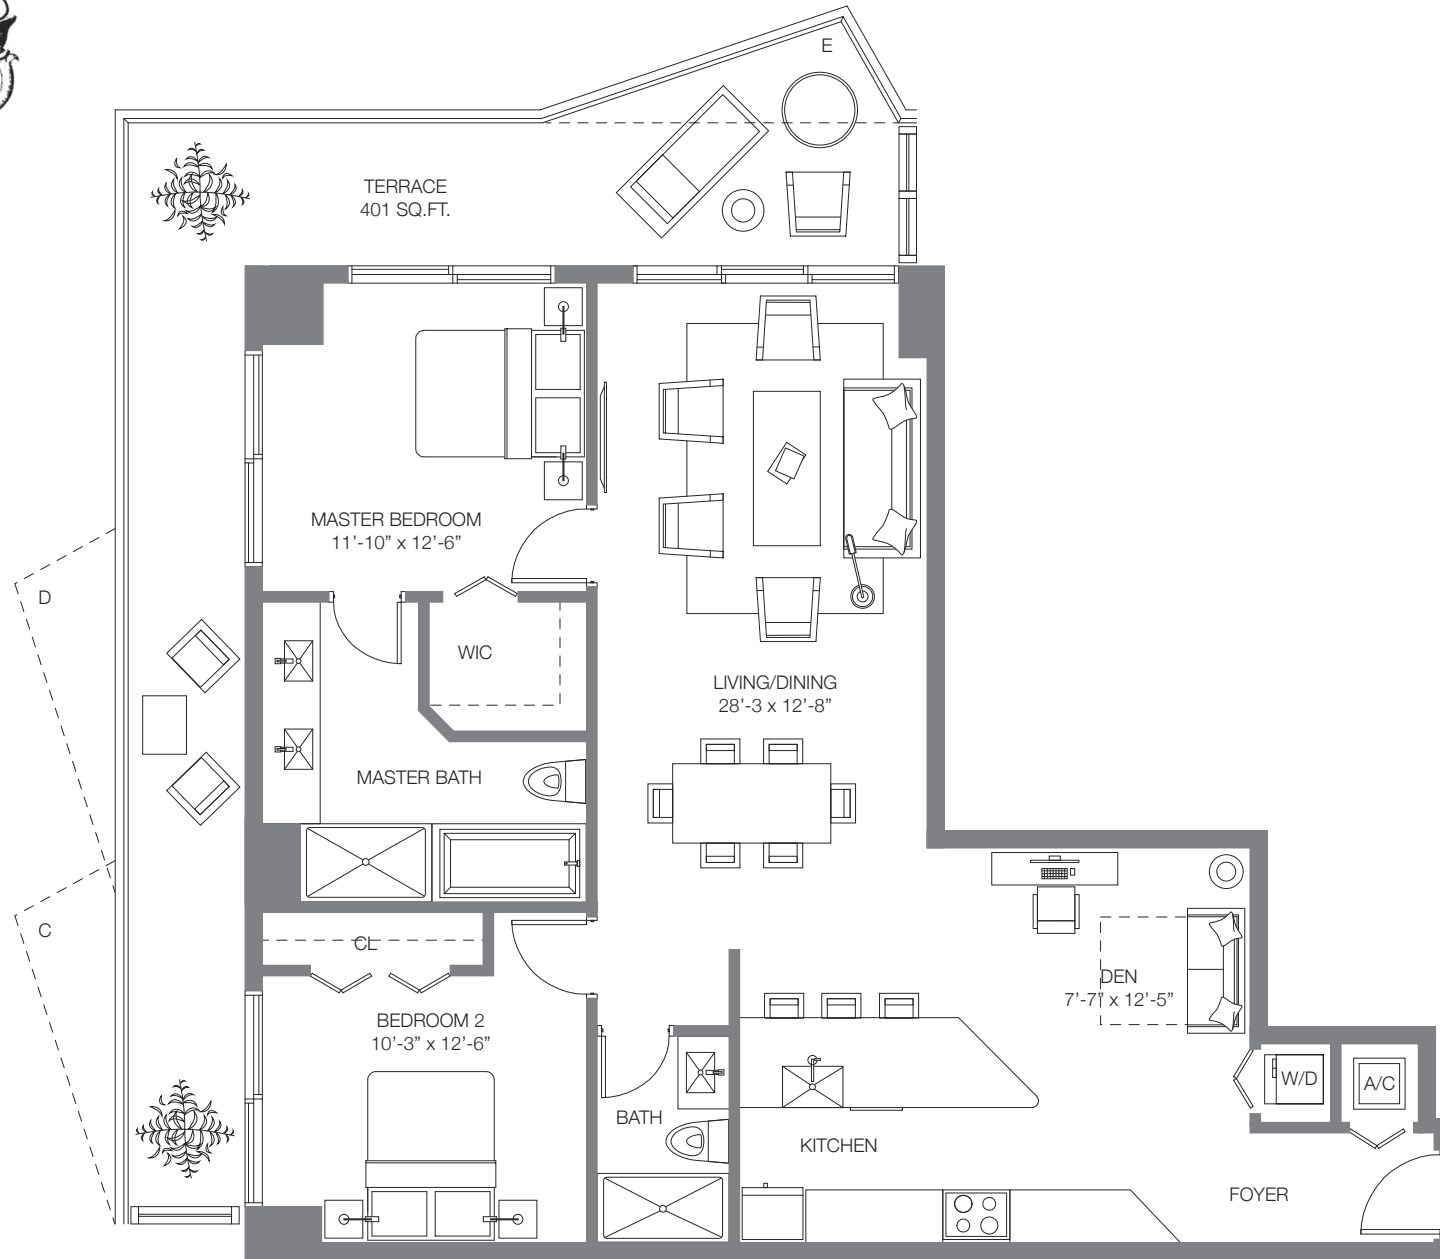 E
TERRACE
401 SQ.FT.
MASTER BEDROOM
11’-10” x 12’-6”
D
WIC
LIVING/DINING
28’-3 x 12’-8”
MASTER BATH
C
CL
DEN
7’-7” x 12’-5”
BEDROOM 2
10’-3” x 12’-6”
W/D
A/C
BATH
KITCHEN
FOYER